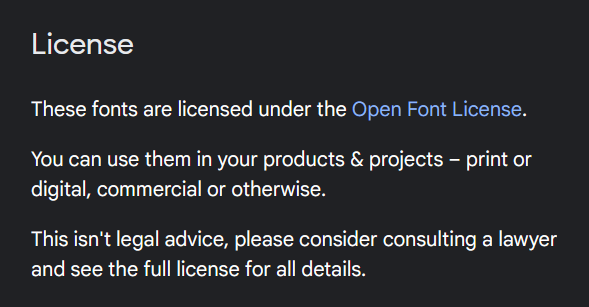 License
These fonts are licensed under the Open Font License.
You can use them in your products & projects – print or
digital, commercial or otherwise.
This isn't legal advice, please consider consulting a lawyer
and see the full license for all details.